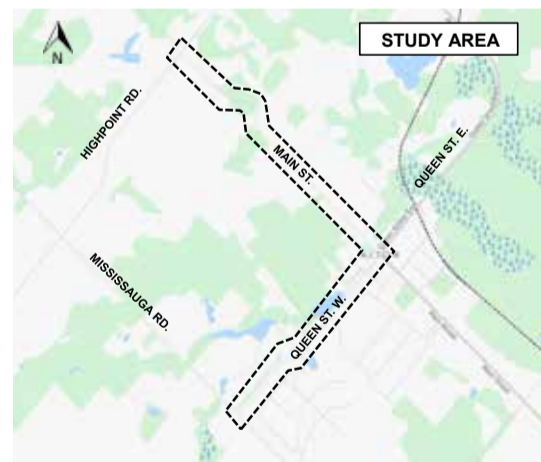 STUDY AREA
N
HIGHPOINT RD.
MAIN ST.
QUEEN ST. E.
MISSISSAUGA RD.
QUEEN ST. W.